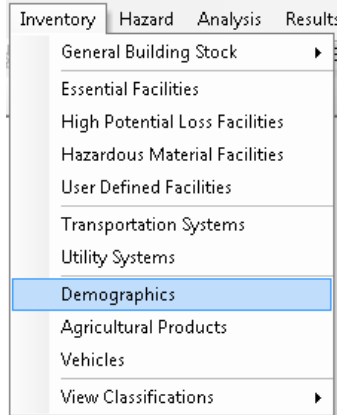 Inventory Hazard Analysis Results
General Building Stock
Essential Facilities
High Potential Loss Facilities
Hazardous Material Facilities
User Defined Facilities
Transportation Systems
Utility Systems
Demographics
Agricultural Products
Vehicles
View Classifications